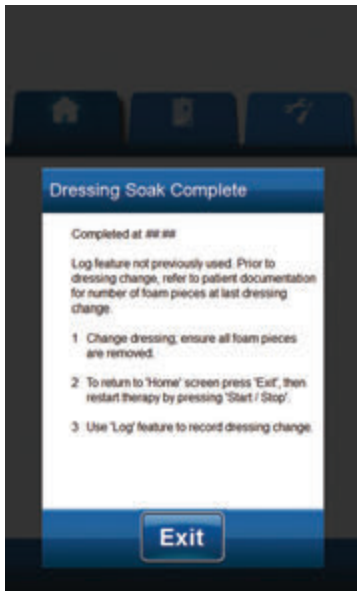 Dressing Soak Complete
Completed at ##:##
Log feature not previously used. Prior to
dressing change, refer to patient documentation
for number of foam pieces at last dressing
change.
1 Change dressing; ensure all foam pieces
are removed.
2 To return to 'Home' screen press 'Exit', then
restart therapy by pressing 'Start / Stop'.
3 Use 'Log' feature to record dressing change.
Exit